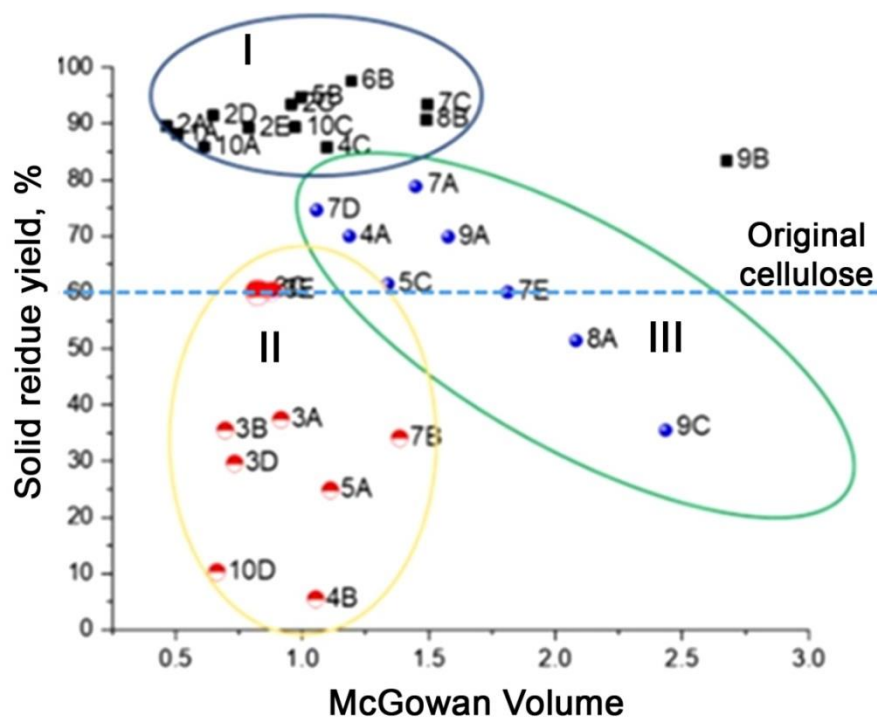 I
100
6B
5B
7C
2D
90
2A
2E
10C
8B
10A
4C
9B
80
7A
7D
70
4A
9A
Original
cellulose
5C
60
7E
II
III
50
8A
40
3A
3B
7B
9C
30
3D
5A
20
10
10D
4B
0
0.5
1.0
1.5
2.0
2.5
3.0
Solid reidue yield, %
McGowan Volume